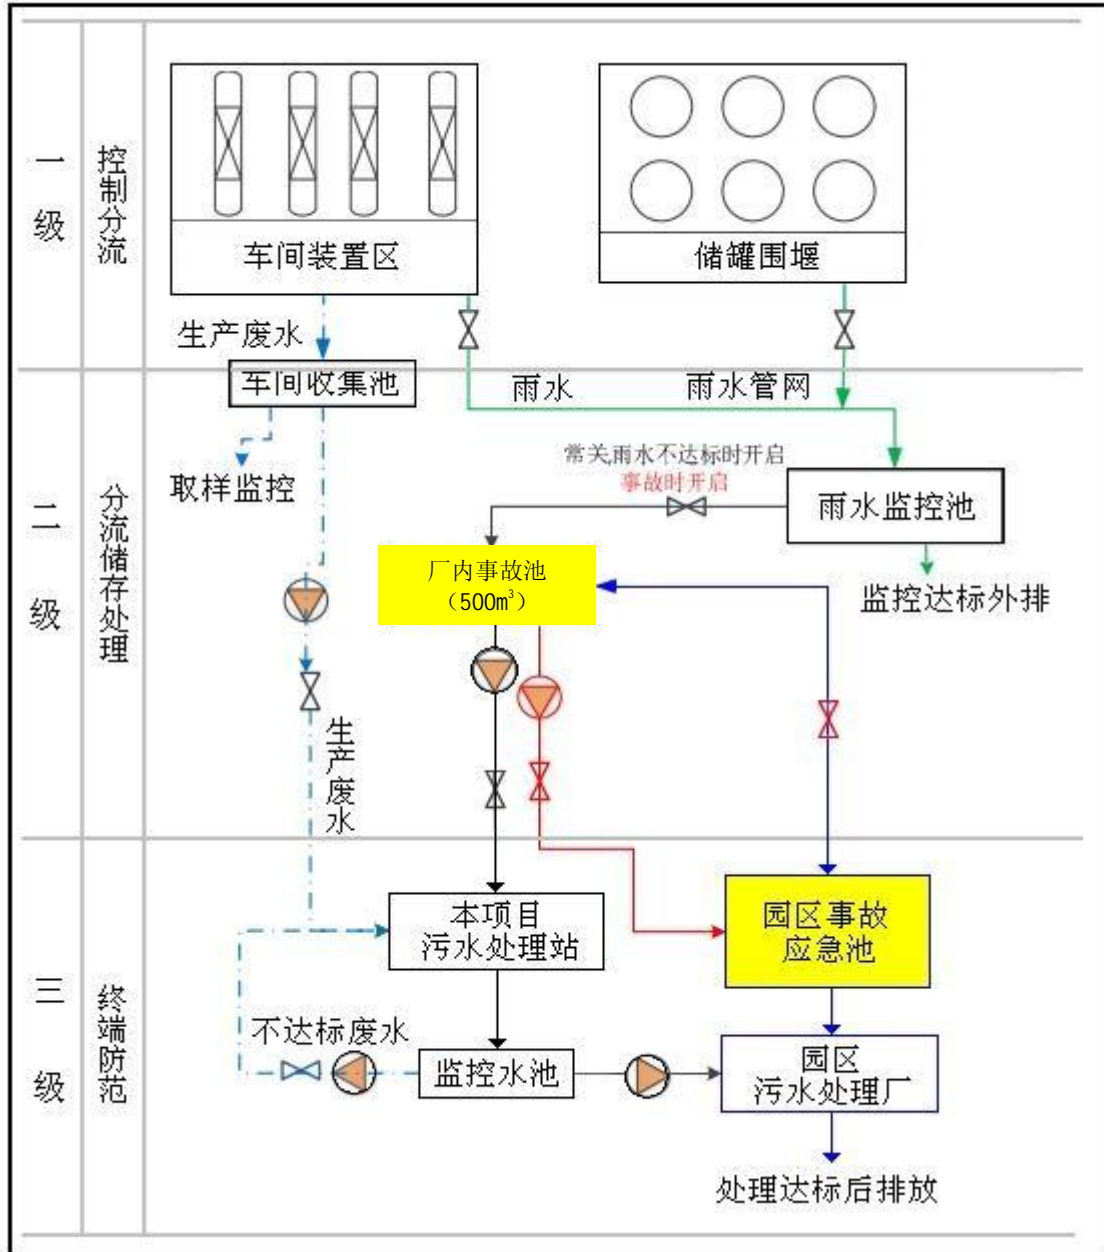 一级
控制分流
车间装置区
储罐围堰
生产废水
车间收集池
雨水
雨水管网
二级
分流储存处理
取样监控
常关,雨水不达标时开启
事故时开启
雨水监控池
厂内事故池
（500m³）
监控达标外排
生产废水
三级
终端防范
本项目
污水处理站
园区事故
应急池
不达标废水
监控水池
园区
污水处理厂
处理达标后排放